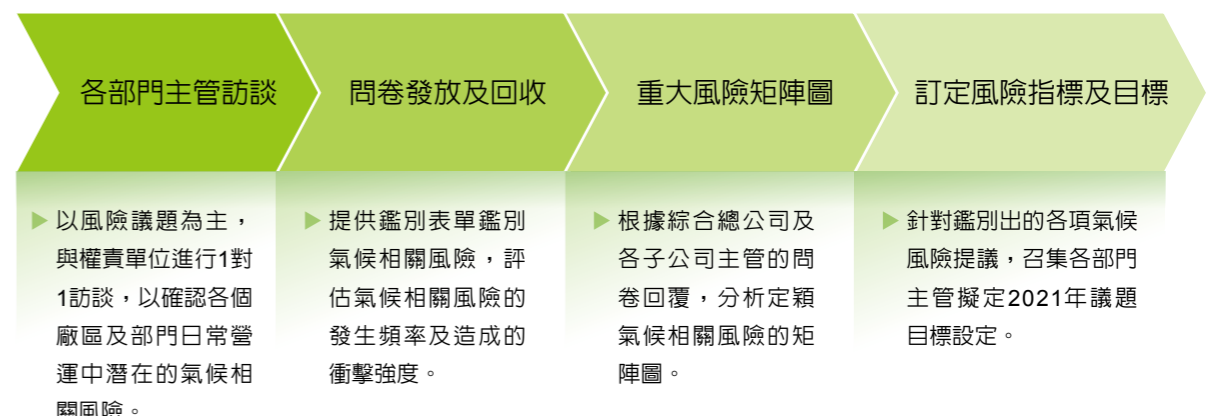 各部門主管訪談
問卷發放及回收
重大風險矩陣圖
訂定風險指標及目標
以風險議題為主，
與權責單位進行1對
1訪談，以確認各個
廠區及部門日常營
運中潛在的氣候相
關風險。
提供鑑別表單鑑別
氣候相關風險，評
估氣候相關風險的
發生頻率及造成的
衝擊強度。
根據綜合總公司及
各子公司主管的問
卷回覆，分析定穎
氣候相關風險的矩
陣圖。
針對鑑別出的各項氣候
風險提議，召集各部門
主管擬定2021年議題
目標設定。